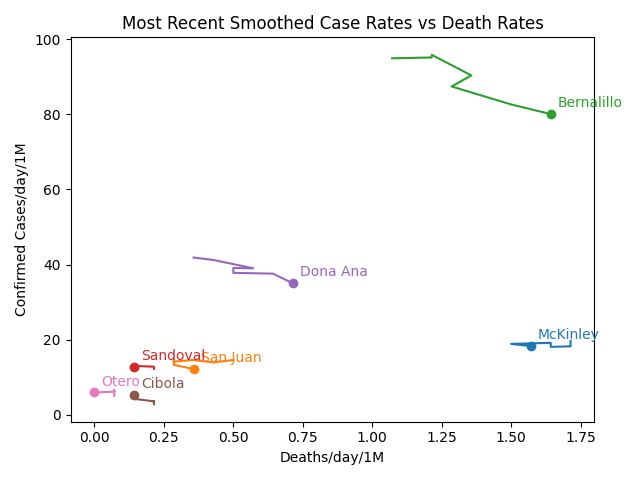 Most Recent Smoothed Case Rates vs Death Rates
Confirmed Cases/day/1M
100
80
60
40
20
0
Bernalillo
Dona Ana
McKinley
Sandoval
San Juan
Otero
Cibola
0.00 0.25 0.50 0.75 1.00 1.25 1.50 1.75
Deaths/day/1M